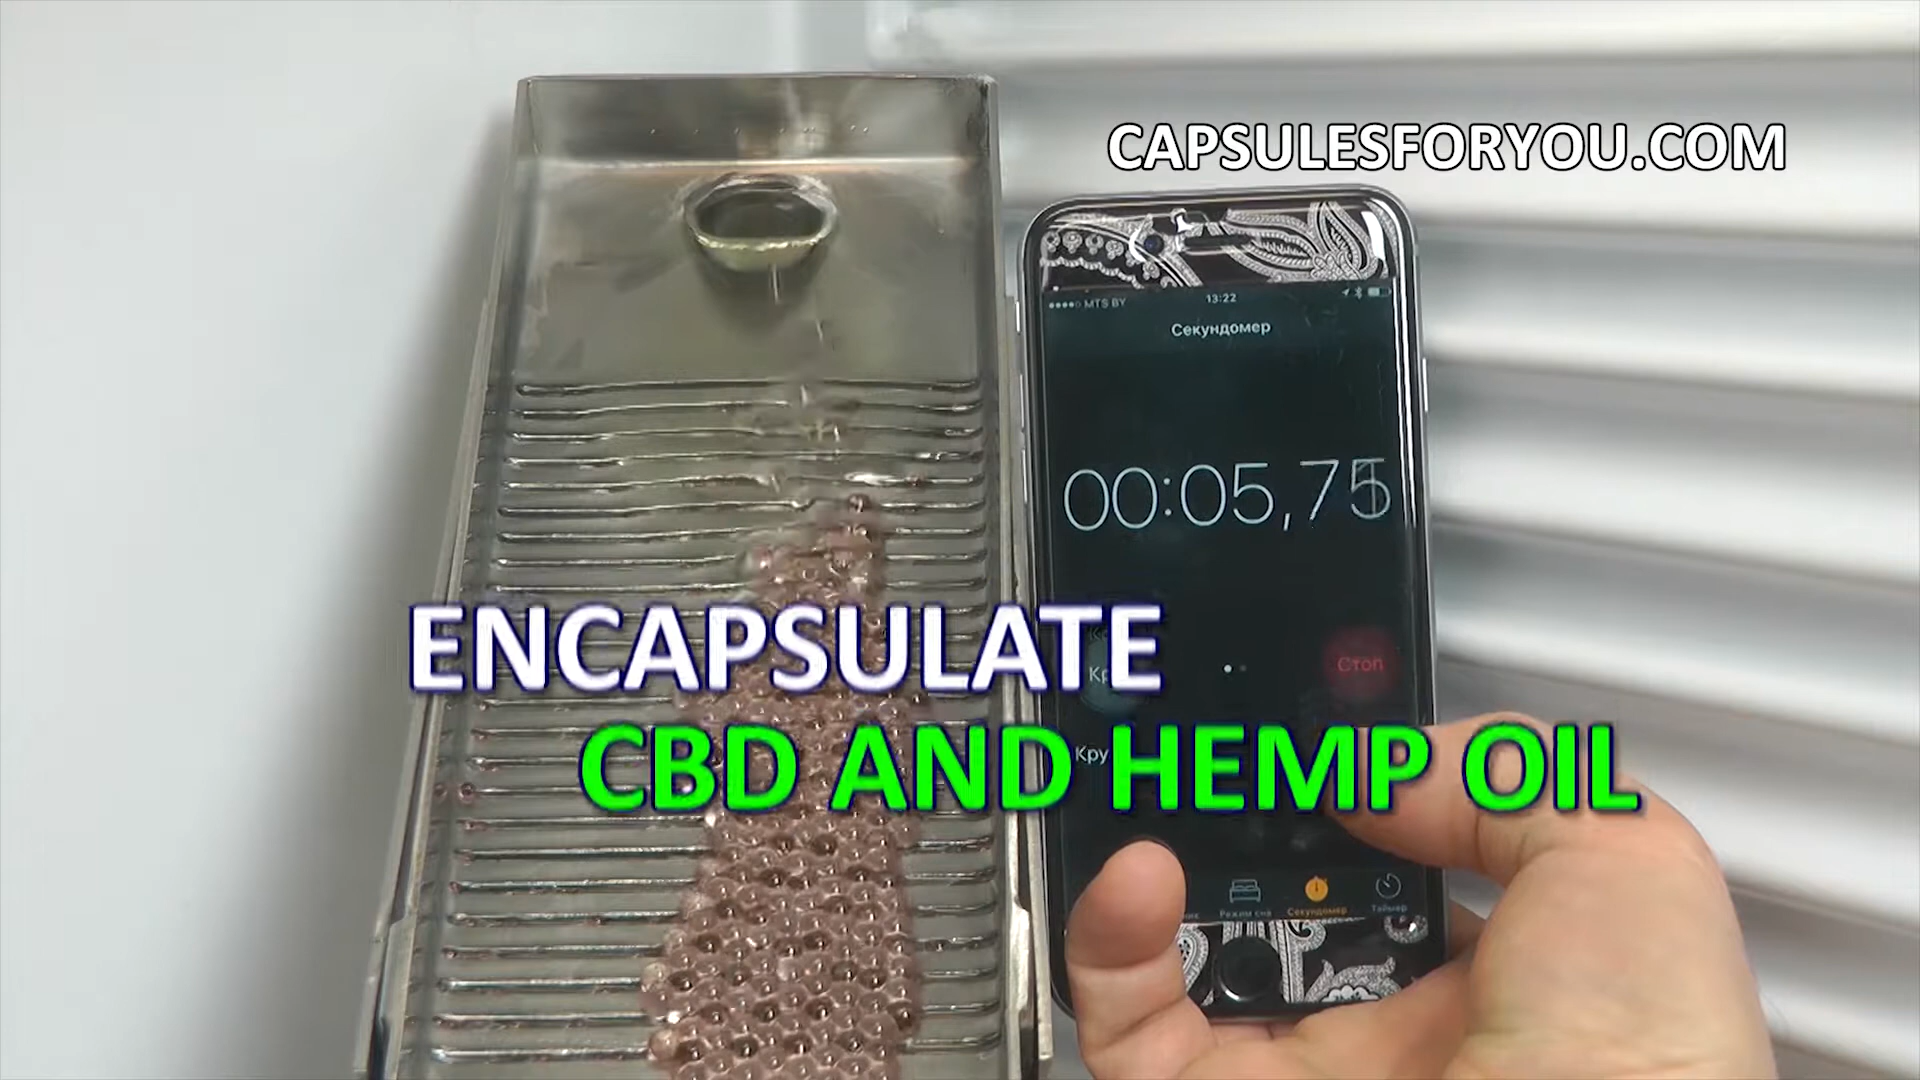 CAPSULESFORYOU.COM
MTS BY 13:22
Секундомер
00:05,75
ENCAPSULATE
Стоп
CBD AND HEMP OIL
Режим сна Секундомер Таймер